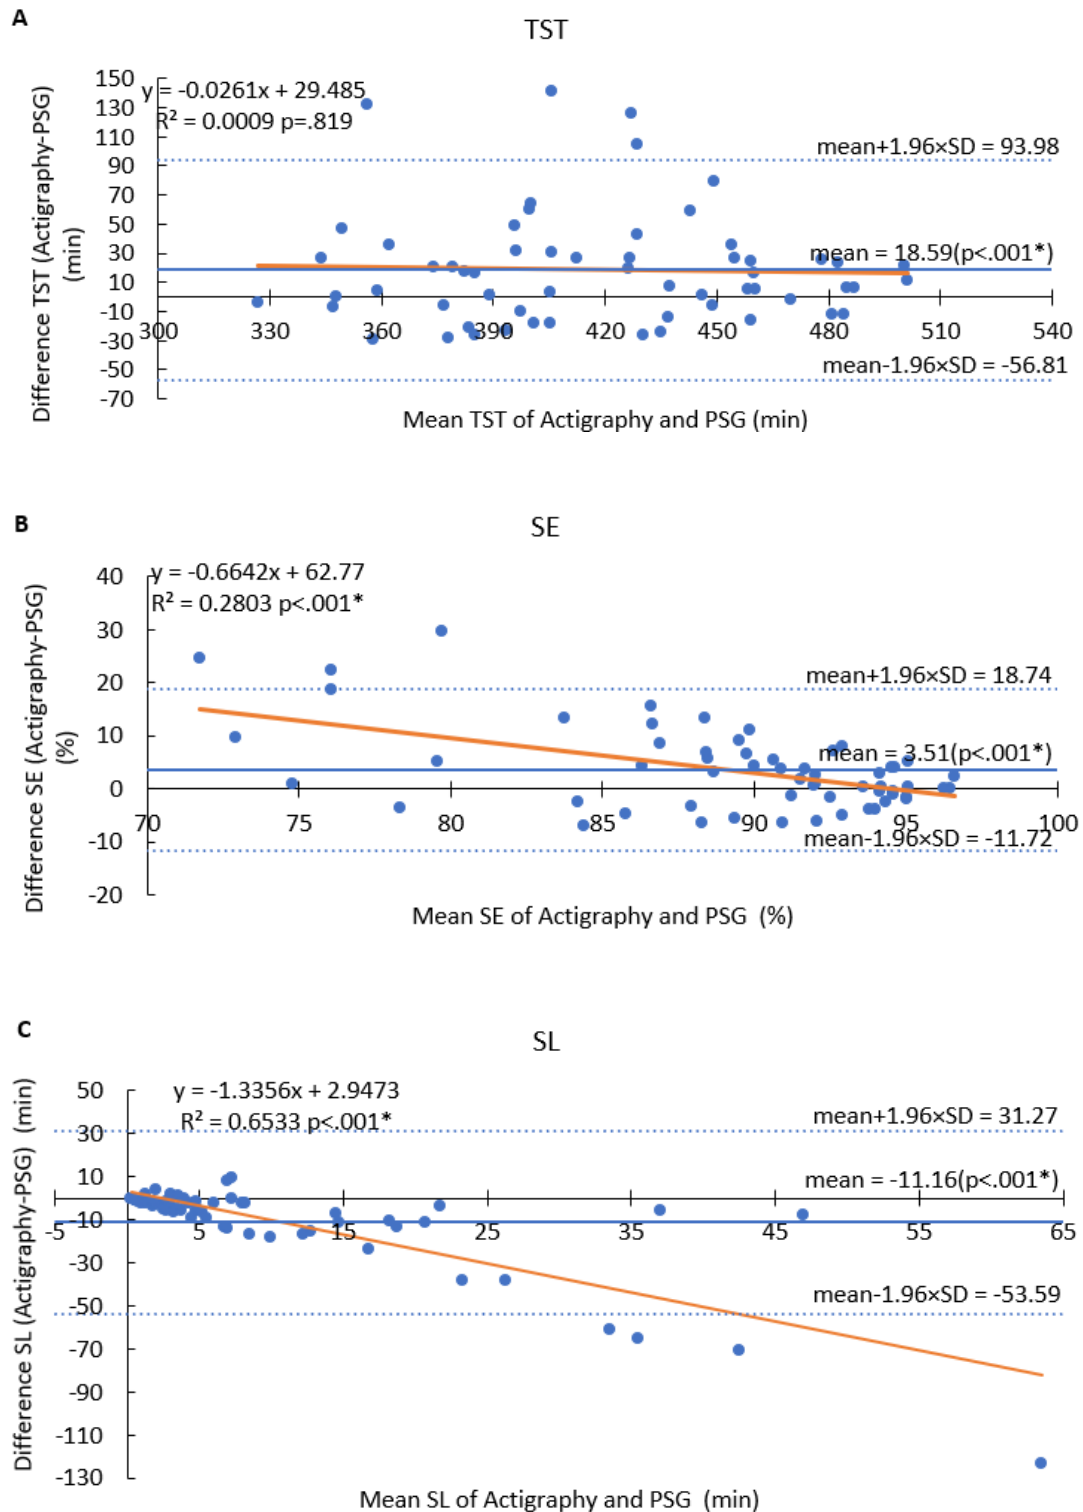 A
TST
Difference TST (Actigraphy-PSG)
(min)
150
130
110
90
70
50
30
10
-10
-30
-50
-70
y = -0.0261x + 29.485
R² = 0.0009 p=.819
mean+1.96×SD = 93.98
mean = 18.59(p<.001*)
mean-1.96×SD = -56.81
300 330 360 390 420 450 480 510 540
Mean TST of Actigraphy and PSG (min)
B
SE
Difference SE (Actigraphy-PSG)
(%)
40
30
20
10
0
-10
-20
y = -0.6642x + 62.77
R² = 0.2803 p<.001*
mean+1.96×SD = 18.74
mean = 3.51(p<.001*)
mean-1.96×SD = -11.72
70 75 80 85 90 95 100
Mean SE of Actigraphy and PSG (%)
C
SL
Difference SL (Actigraphy-PSG) (min)
50
30
10
-10
-30
-50
-70
-90
-110
-130
y = -1.3356x + 2.9473
R² = 0.6533 p<.001*
mean+1.96×SD = 31.27
mean = -11.16(p<.001*)
mean-1.96×SD = -53.59
-5 5 15 25 35 45 55 65
Mean SL of Actigraphy and PSG (min)